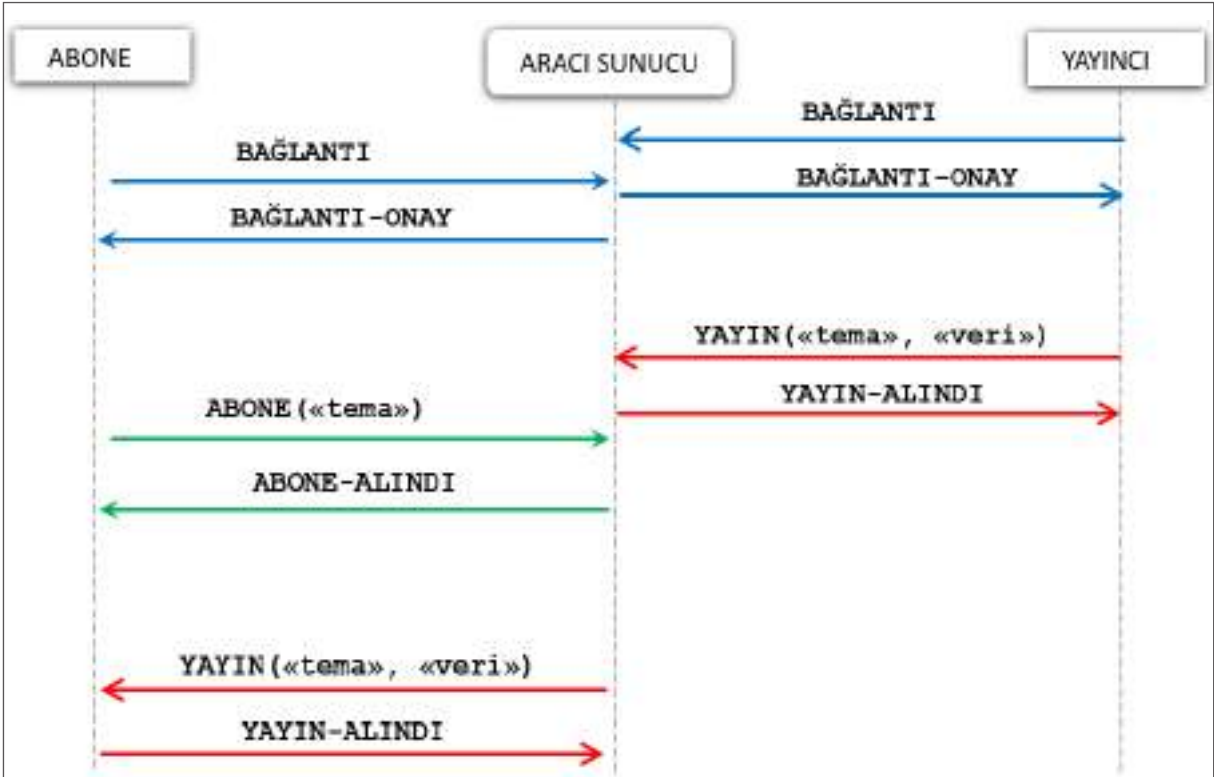 ABONE
ARACI SUNUCU
YAYINCI
BAĞLANTI
BAĞLANTI
BAĞLANTI-ONAY
BAĞLANTI-ONAY
YAYIN(«tema», «veri»)
YAYIN-ALINDI
ABONE(«tema»)
ABONE-ALINDI
YAYIN(«tema», «veri»)
YAYIN-ALINDI